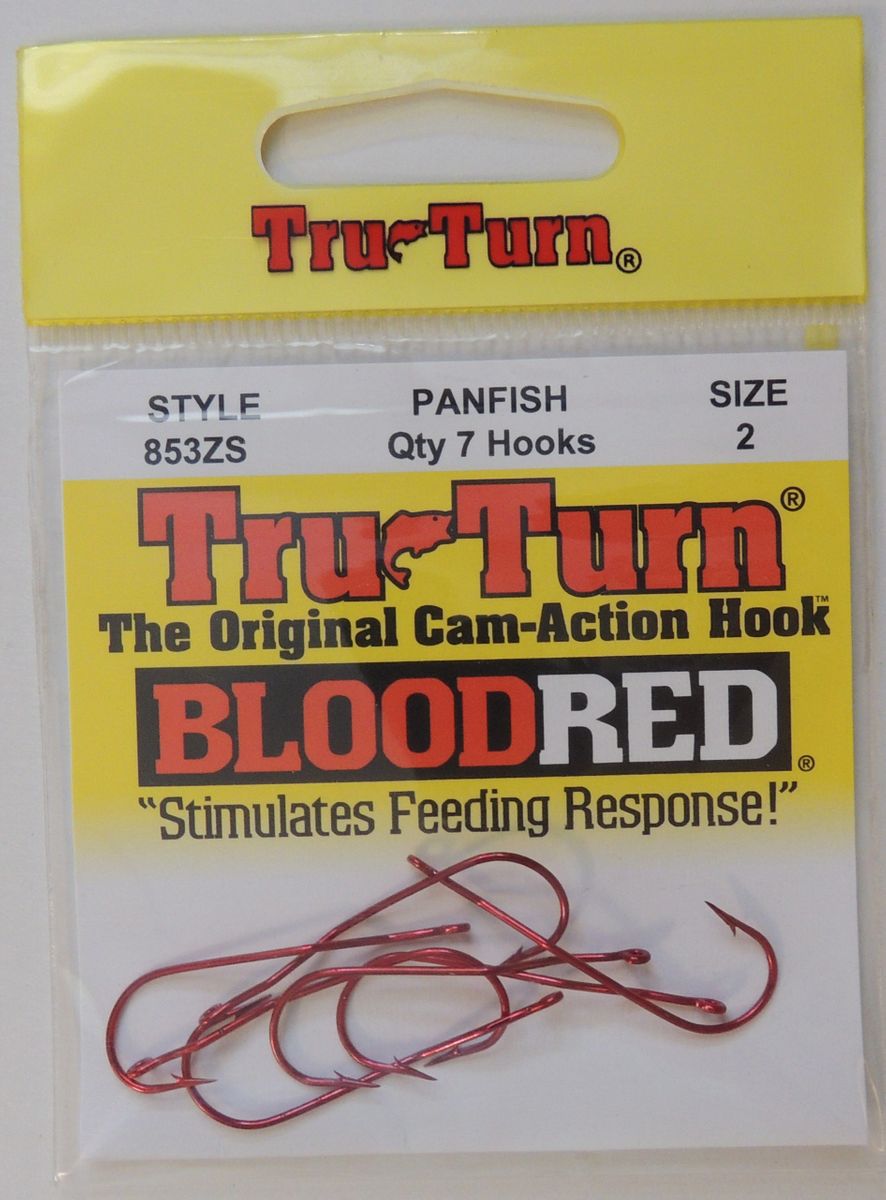 Tru-Turn®
STYLE PANFISH SIZE
853ZS Qty 7 Hooks 2
Tru-Turn®
The Original Cam-Action Hook™
BLOODRED®
"Stimulates Feeding Response!"